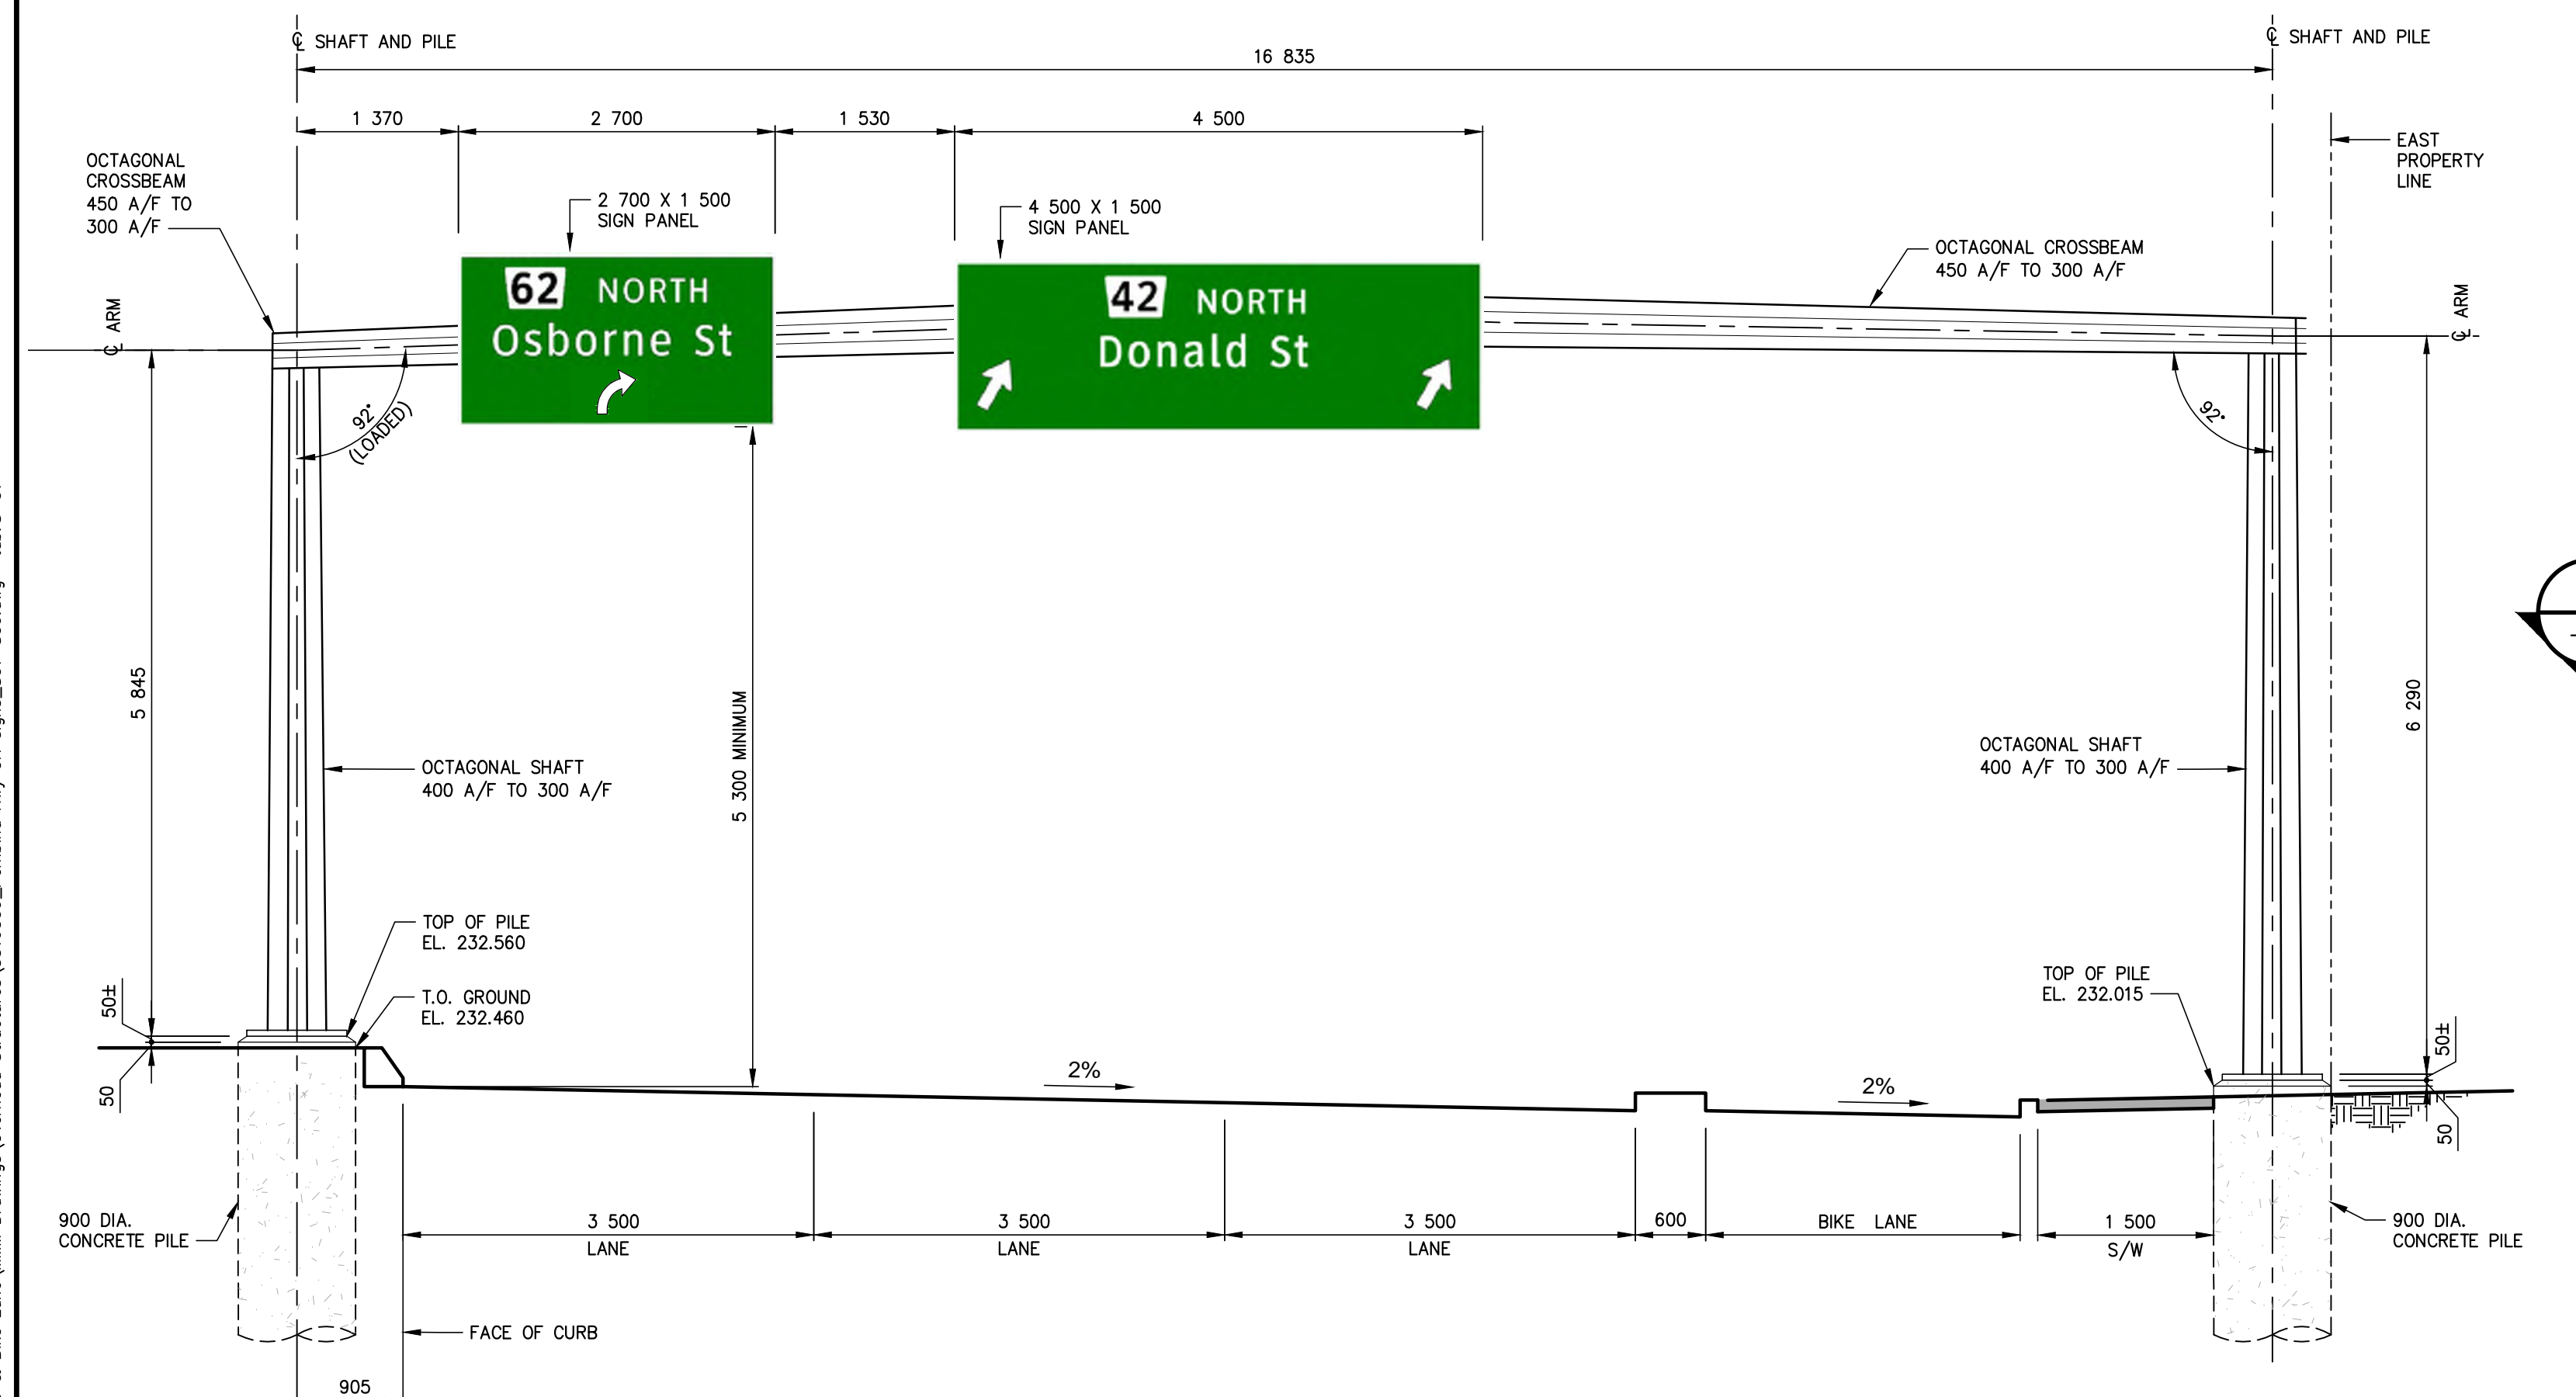 ℄ SHAFT AND PILE
℄ SHAFT AND PILE
16 835
1 370
2 700
1 530
4 500
OCTAGONAL
CROSSBEAM
450 A/F TO
300 A/F
2 700 X 1 500
SIGN PANEL
4 500 X 1 500
SIGN PANEL
EAST
PROPERTY
LINE
OCTAGONAL CROSSBEAM
450 A/F TO 300 A/F
62 NORTH
Osborne St
42 NORTH
Donald St
℄ ARM
℄ ARM
92°
(LOADED)
92°
5 845
5 300 MINIMUM
6 290
OCTAGONAL SHAFT
400 A/F TO 300 A/F
OCTAGONAL SHAFT
400 A/F TO 300 A/F
TOP OF PILE
EL. 232.560
T.O. GROUND
EL. 232.460
TOP OF PILE
EL. 232.015
50±
50
50±
50
2%
2%
3 500
LANE
3 500
LANE
3 500
LANE
600
BIKE LANE
1 500
S/W
900 DIA.
CONCRETE PILE
900 DIA.
CONCRETE PILE
FACE OF CURB
905